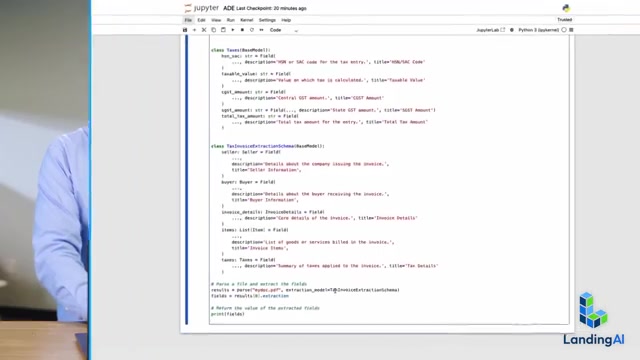 jupyter ADE Last Checkpoint: 20 minutes ago
File Edit View Run Kernel Settings Help
Trusted
Code
JupyterLab
Python 3 (ipykernel)
class Taxes(BaseModel):
hsn_sac: str = Field(
..., description="HSN or SAC code for the tax entry.", title="HSN/SAC Code"
)
taxable_value: str = Field(
..., description="Value on which tax is calculated.", title="Taxable Value"
)
cgst_amount: str = Field(
..., description="Central GST amount.", title="CGST Amount"
)
sgst_amount: str = Field(..., description="State GST amount.", title="SGST Amount")
total_tax_amount: str = Field(
..., description="Total tax amount for the entry.", title="Total Tax Amount"
)
class TaxInvoiceExtractionSchema(BaseModel):
seller: Seller = Field(
...,
description="Details about the company issuing the invoice.",
title="Seller Information",
)
buyer: Buyer = Field(
...,
description="Details about the buyer receiving the invoice.",
title="Buyer Information",
)
invoice_details: InvoiceDetails = Field(
..., description="Core details of the invoice.", title="Invoice Details"
)
items: List[Item] = Field(
...,
description="List of goods or services billed in the invoice.",
title="Invoice Items",
)
taxes: Taxes = Field(
..., description="Summary of taxes applied to the invoice.", title="Tax Details"
)
# Parse a file and extract the fields
results = parse("mydoc.pdf", extraction_model=TaxInvoiceExtractionSchema)
fields = results[0].extraction
# Return the value of the extracted fields
print(fields)
LandingAI